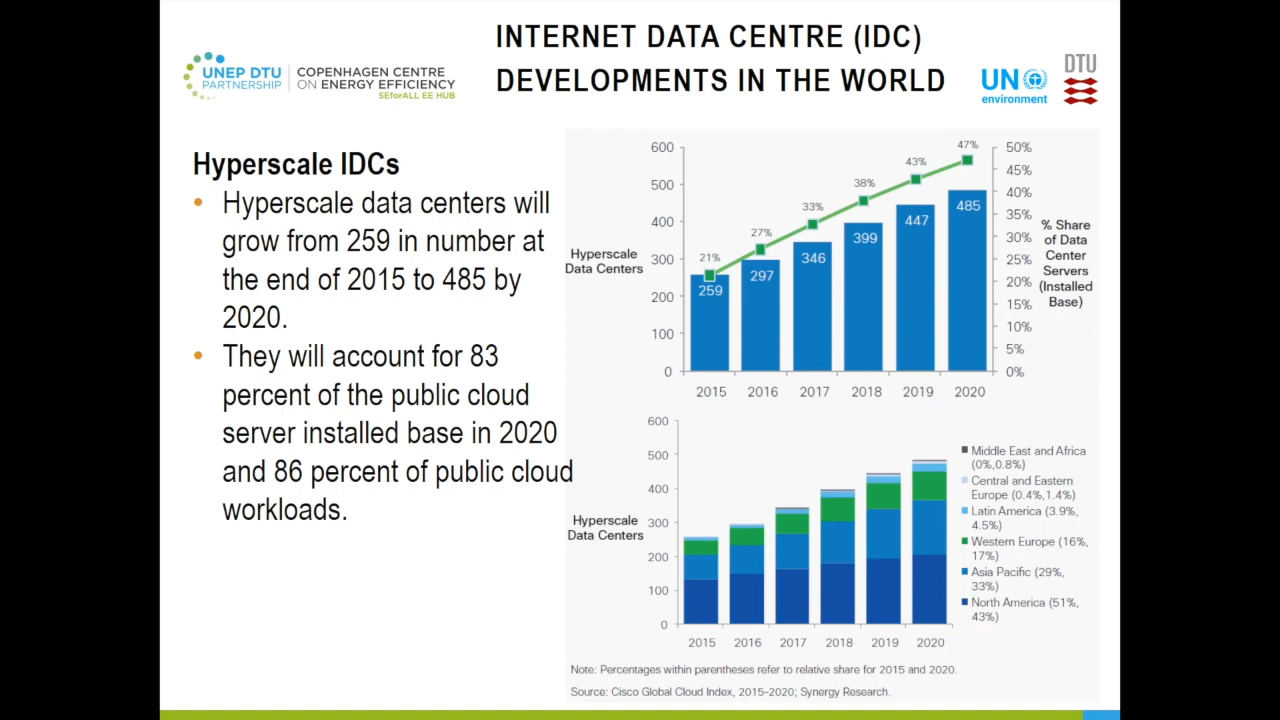 INTERNET DATA CENTRE (IDC)
DEVELOPMENTS IN THE WORLD
UNEP DTU
PARTNERSHIP
COPENHAGEN CENTRE
ON ENERGY EFFICIENCY
SEforALL EE HUB
UN
environment
DTU
Hyperscale IDCs
• Hyperscale data centers will
grow from 259 in number at
the end of 2015 to 485 by
2020.
• They will account for 83
percent of the public cloud
server installed base in 2020
and 86 percent of public cloud
workloads.
Hyperscale
Data Centers
600
500
400
300
200
100
0
21%
27%
33%
38%
43%
47%
259
297
346
399
447
485
2015 2016 2017 2018 2019 2020
50%
45%
40%
35%
30%
25%
20%
15%
10%
5%
0%
% Share
of Data
Center
Servers
(Installed
Base)
Hyperscale
Data Centers
600
500
400
300
200
100
0
2015 2016 2017 2018 2019 2020
Middle East and Africa
(0%,0.8%)
Central and Eastern
Europe (0.4%,1.4%)
Latin America (3.9%,
4.5%)
Western Europe (16%,
17%)
Asia Pacific (29%,
33%)
North America (51%,
43%)
Note: Percentages within parentheses refer to relative share for 2015 and 2020.
Source: Cisco Global Cloud Index, 2015–2020; Synergy Research.